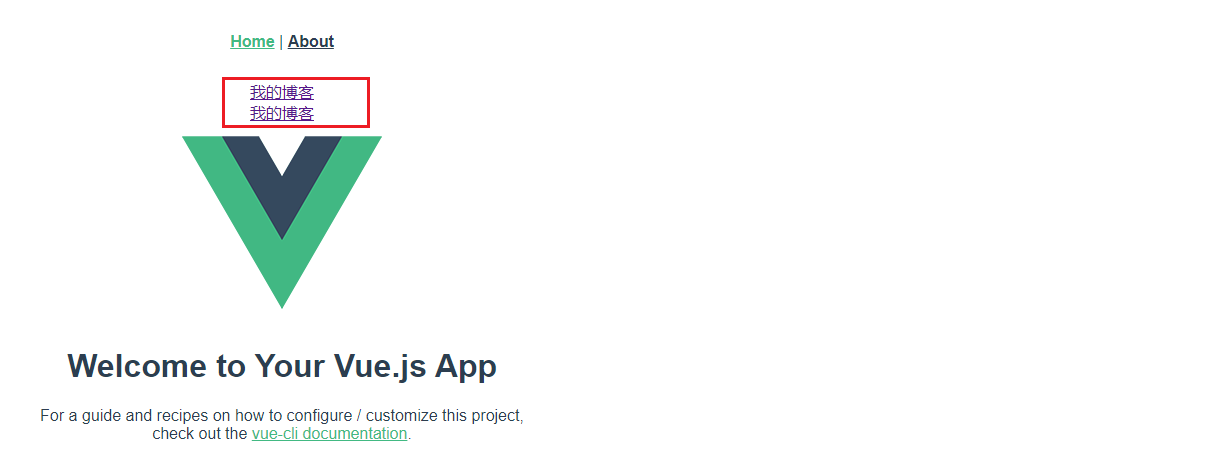 Home | About
我的博客
我的博客
Welcome to Your Vue.js App
For a guide and recipes on how to configure / customize this project,
check out the vue-cli documentation.